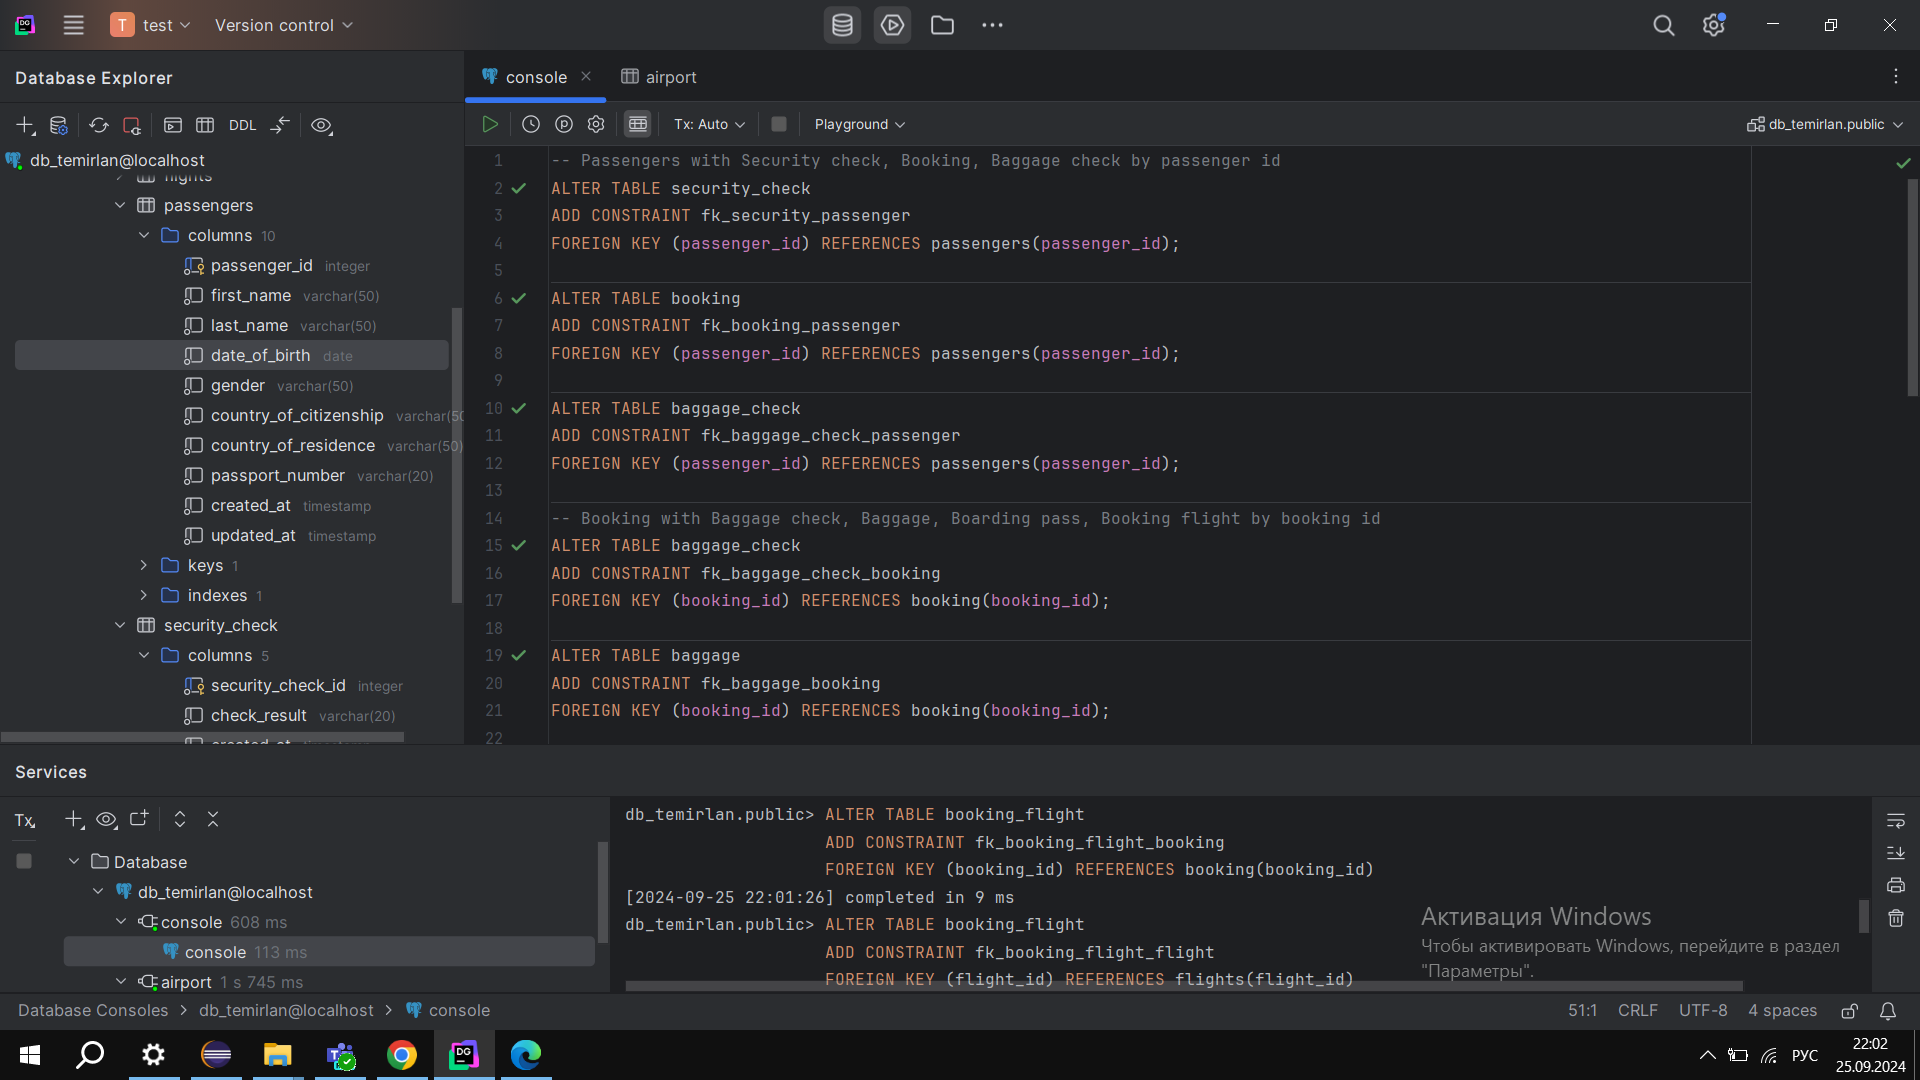 T test Version control
Database Explorer
console
airport
DDL
Tx: Auto
Playground
db_temirlan.public
db_temirlan@localhost
flights
passengers
columns 10
passenger_id integer
first_name varchar(50)
last_name varchar(50)
date_of_birth date
gender varchar(50)
country_of_citizenship varchar(50
country_of_residence varchar(50)
passport_number varchar(20)
created_at timestamp
updated_at timestamp
keys 1
indexes 1
security_check
columns 5
security_check_id integer
check_result varchar(20)
created_at timestamp
1 -- Passengers with Security check, Booking, Baggage check by passenger id
2 ALTER TABLE security_check
3 ADD CONSTRAINT fk_security_passenger
4 FOREIGN KEY (passenger_id) REFERENCES passengers(passenger_id);
5
6 ALTER TABLE booking
7 ADD CONSTRAINT fk_booking_passenger
8 FOREIGN KEY (passenger_id) REFERENCES passengers(passenger_id);
9
10 ALTER TABLE baggage_check
11 ADD CONSTRAINT fk_baggage_check_passenger
12 FOREIGN KEY (passenger_id) REFERENCES passengers(passenger_id);
13
14 -- Booking with Baggage check, Baggage, Boarding pass, Booking flight by booking id
15 ALTER TABLE baggage_check
16 ADD CONSTRAINT fk_baggage_check_booking
17 FOREIGN KEY (booking_id) REFERENCES booking(booking_id);
18
19 ALTER TABLE baggage
20 ADD CONSTRAINT fk_baggage_booking
21 FOREIGN KEY (booking_id) REFERENCES booking(booking_id);
22
Services
Tx
Database
db_temirlan@localhost
console 608 ms
console 113 ms
airport 1 s 745 ms
db_temirlan.public> ALTER TABLE booking_flight
ADD CONSTRAINT fk_booking_flight_booking
FOREIGN KEY (booking_id) REFERENCES booking(booking_id)
[2024-09-25 22:01:26] completed in 9 ms
db_temirlan.public> ALTER TABLE booking_flight
ADD CONSTRAINT fk_booking_flight_flight
FOREIGN KEY (flight_id) REFERENCES flights(flight_id)
Активация Windows
Чтобы активировать Windows, перейдите в раздел
"Параметры".
Database Consoles > db_temirlan@localhost > console
51:1 CRLF UTF-8 4 spaces
РУС
22:02
25.09.2024